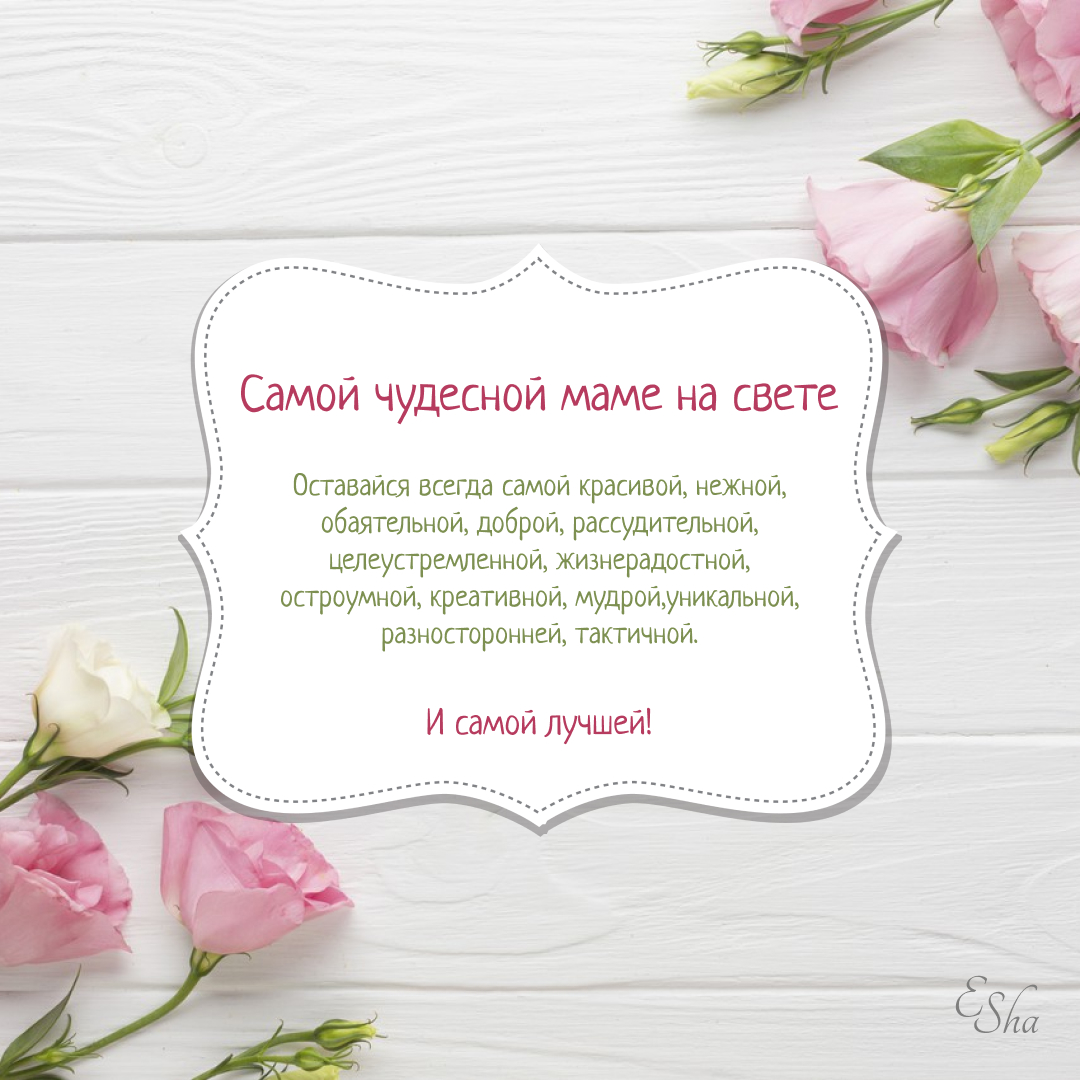 Самой чудесной маме на свете
Оставайся всегда самой красивой, нежной,
обаятельной, доброй, рассудительной,
целеустремленной, жизнерадостной,
остроумной, креативной, мудрой,уникальной,
разносторонней, тактичной.
И самой лучшей!
ESha